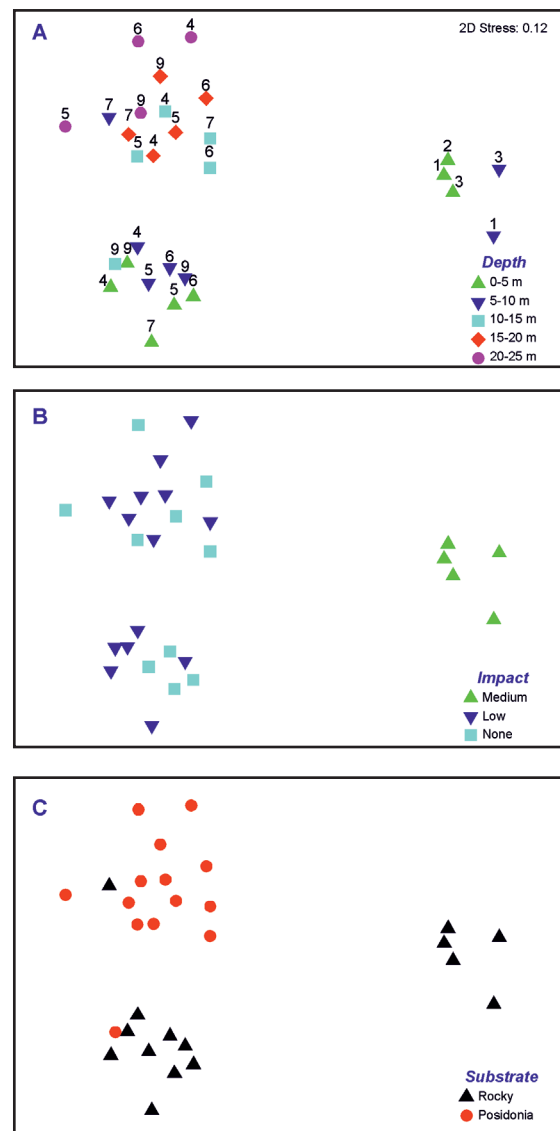 A
2D Stress: 0.12
6
4
9
6
5
7
9
4
7
5
7
4
5
6
2
1
3
3
1
4
9
9
4
6
5
9
5
6
7
Depth
0-5 m
5-10 m
10-15 m
15-20 m
20-25 m
B
Impact
Medium
Low
None
C
Substrate
Rocky
Posidonia